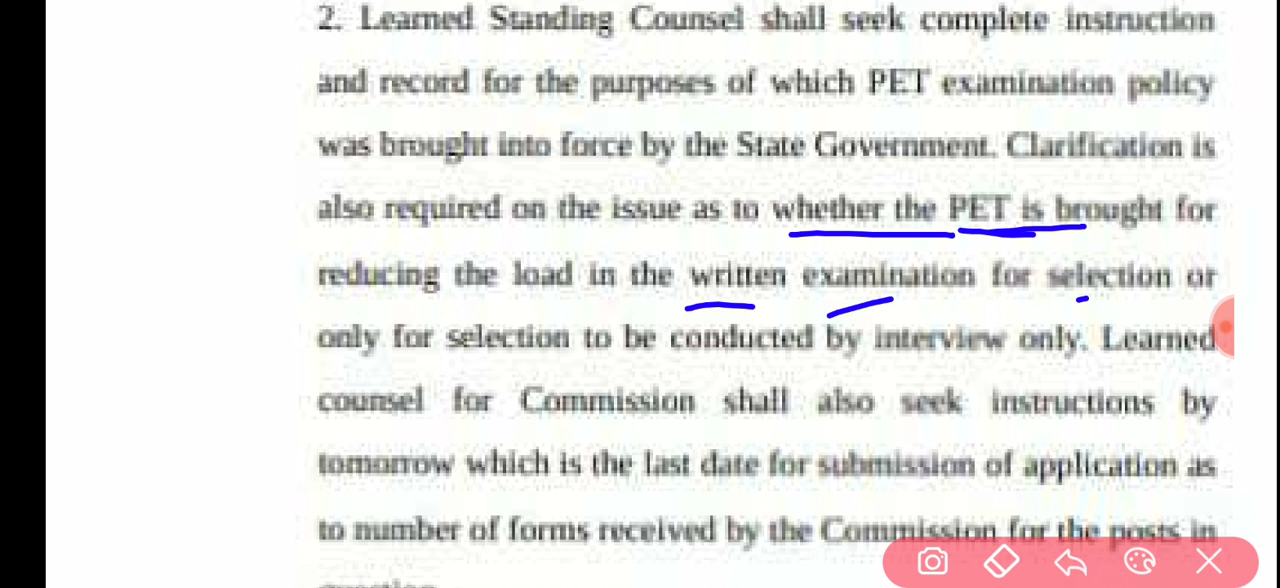 2. Learned Standing Counsel shall seek complete instruction
and record for the purposes of which PET examination policy
was brought into force by the State Government. Clarification is
also required on the issue as to whether the PET is brought for
reducing the load in the written examination for selection or
only for selection to be conducted by interview only. Learned
counsel for Commission shall also seek instructions by
tomorrow which is the last date for submission of application as
to number of forms received by the Commission for the posts in